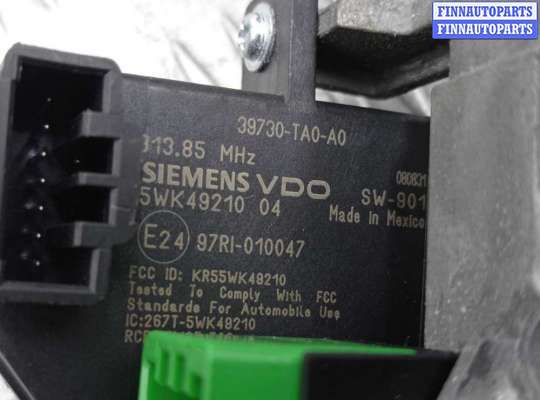 FINNAUTOPARTS
FINNAUTOPARTS
39730-TA0-A0
313.85 MHz
080831
SIEMENS VDO
SW-901
5WK49210 04
Made in Mexico
E24 97RI-010047
FCC ID: KR55WK49210
Tested To Comply With FCC
Standards For Automobile Use
IC:267T-5WK49210